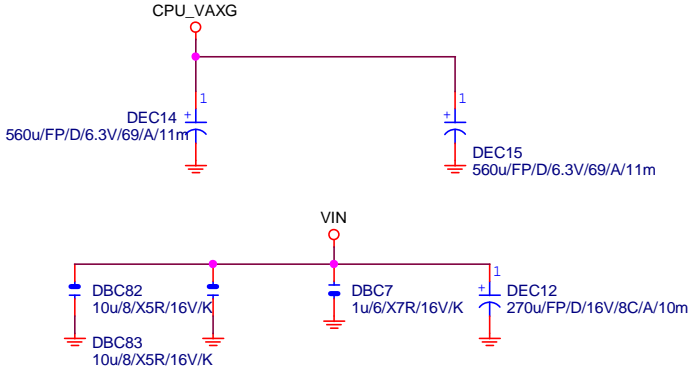 CPU_VAXG
1
1
DEC14
+
+
560u/FP/D/6.3V/69/A/11m
DEC15
560u/FP/D/6.3V/69/A/11m
VIN
1
DBC82
DBC7
+
DEC12
10u/8/X5R/16V/K
1u/6/X7R/16V/K
270u/FP/D/16V/8C/A/10m
DBC83
10u/8/X5R/16V/K